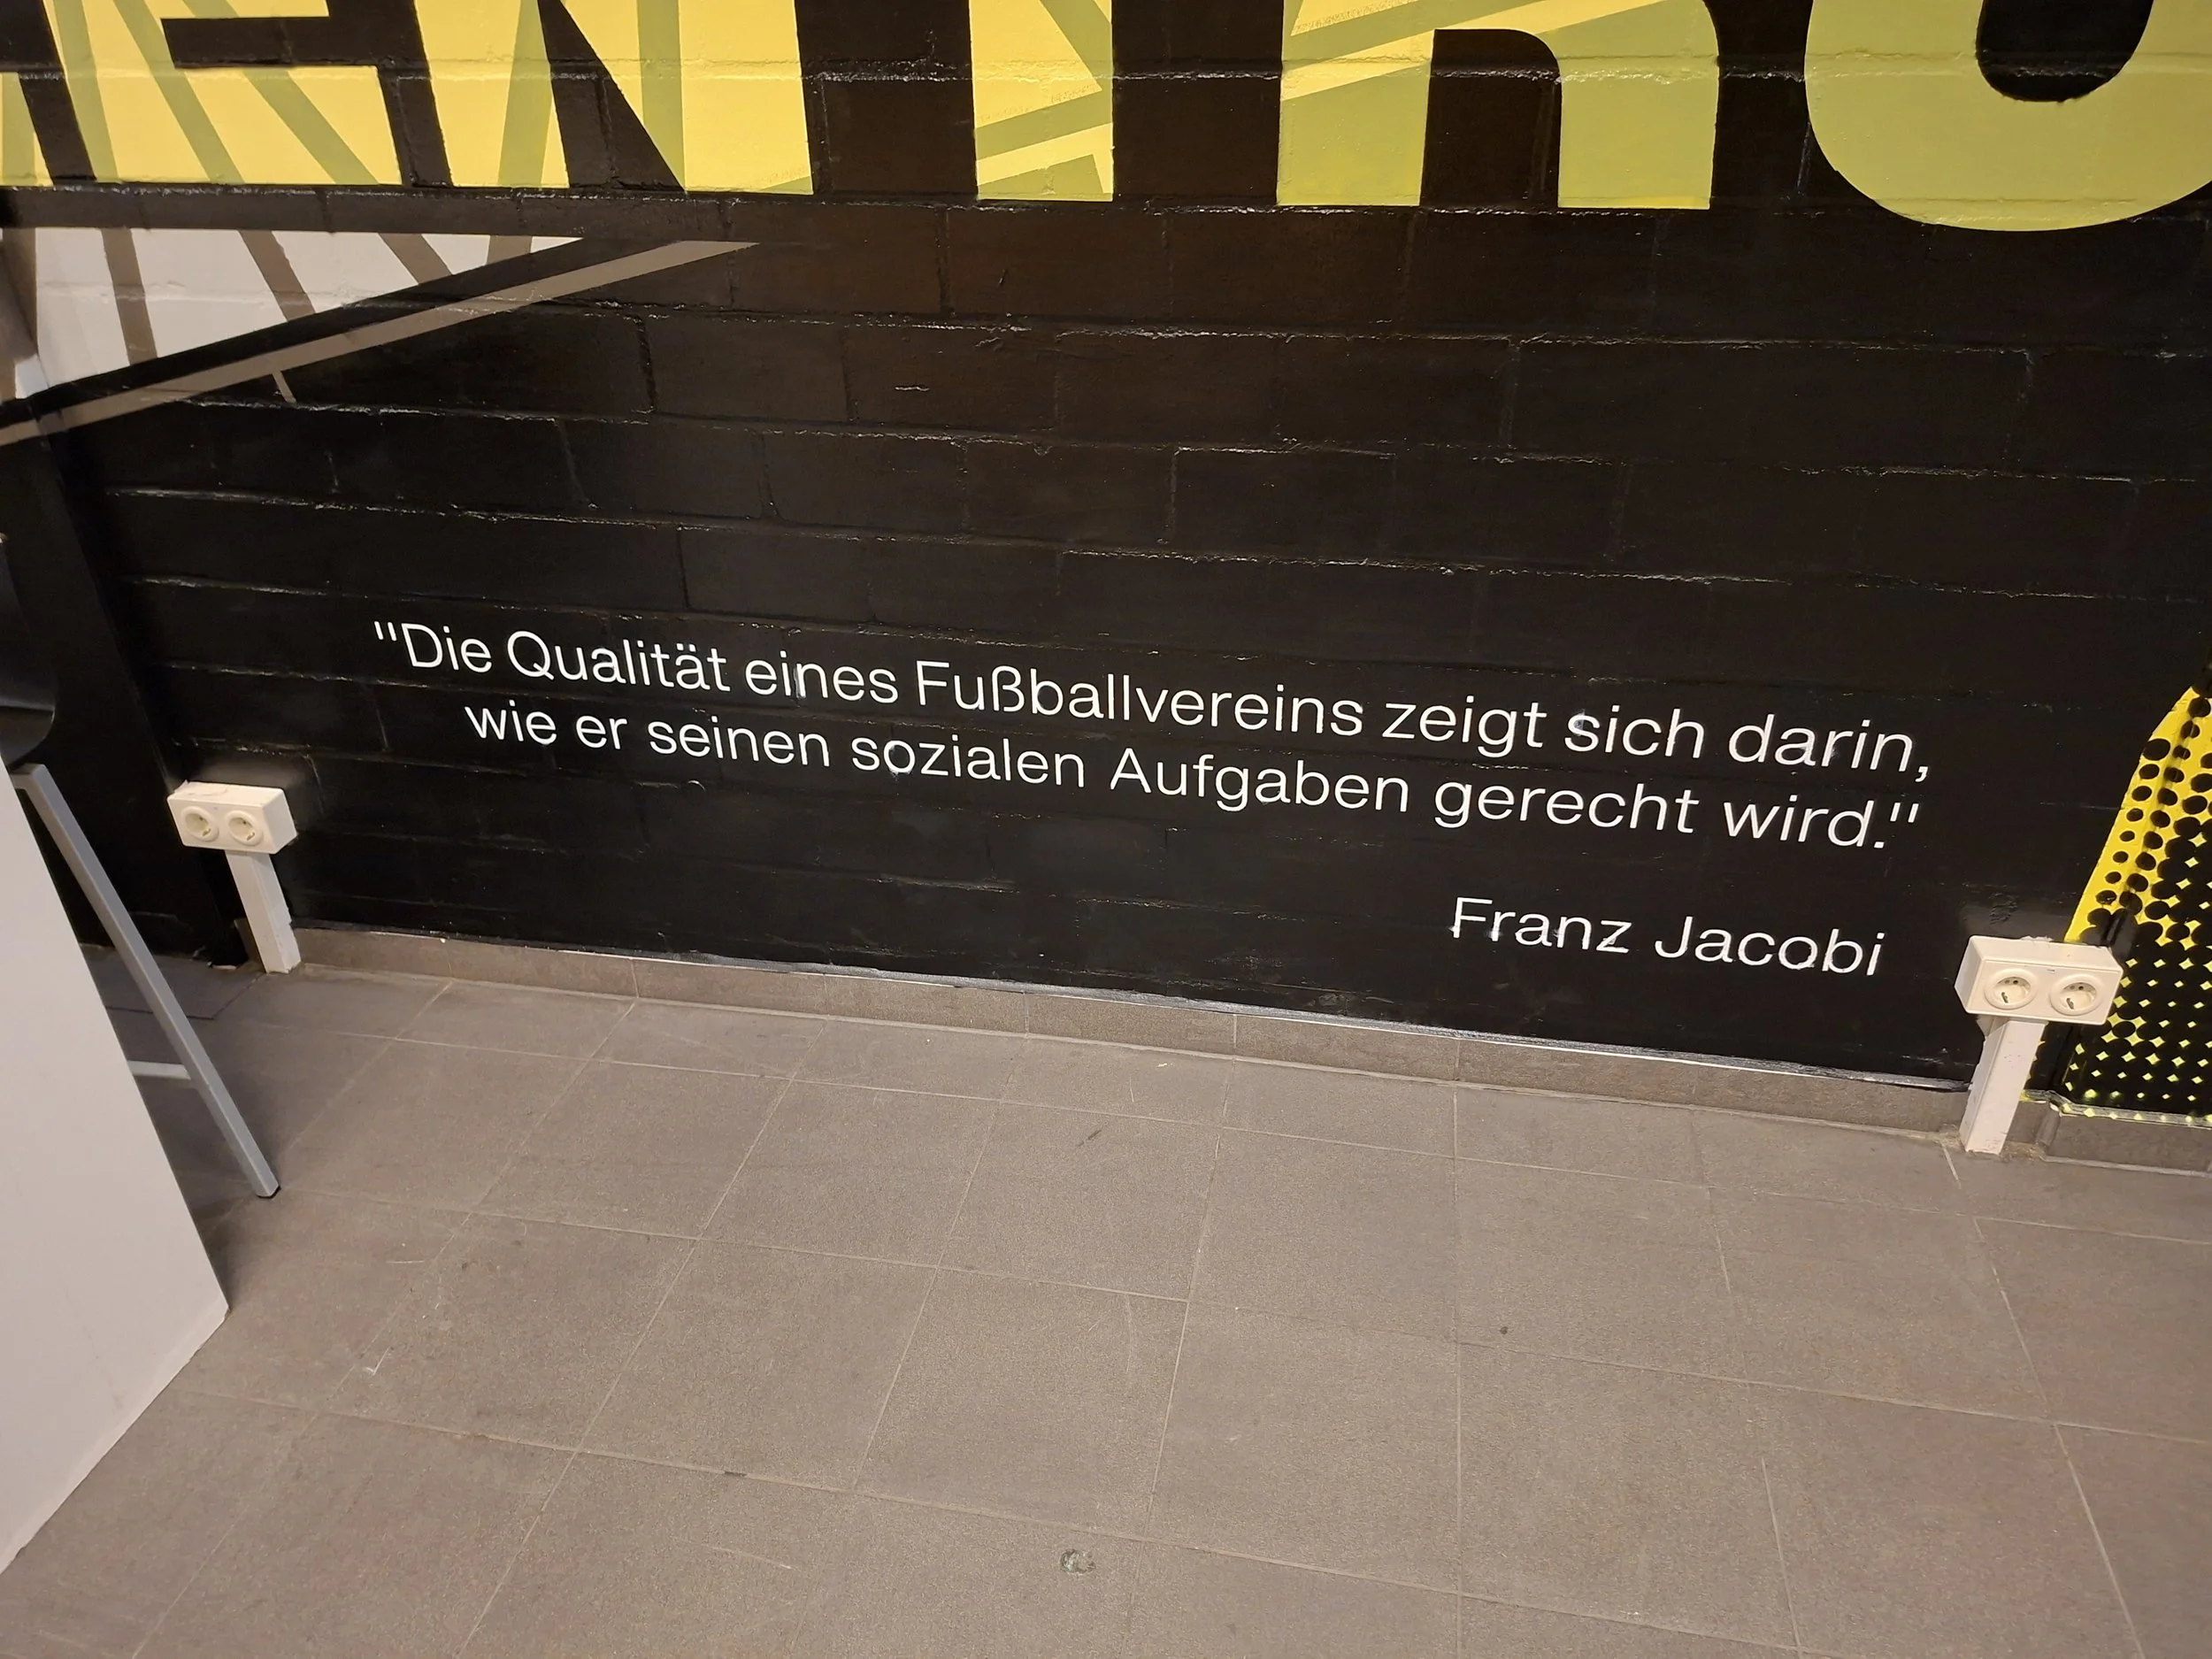 "Die Qualität eines Fußballvereins zeigt sich darin,
wie er seinen sozialen Aufgaben gerecht wird."
Franz Jacobi